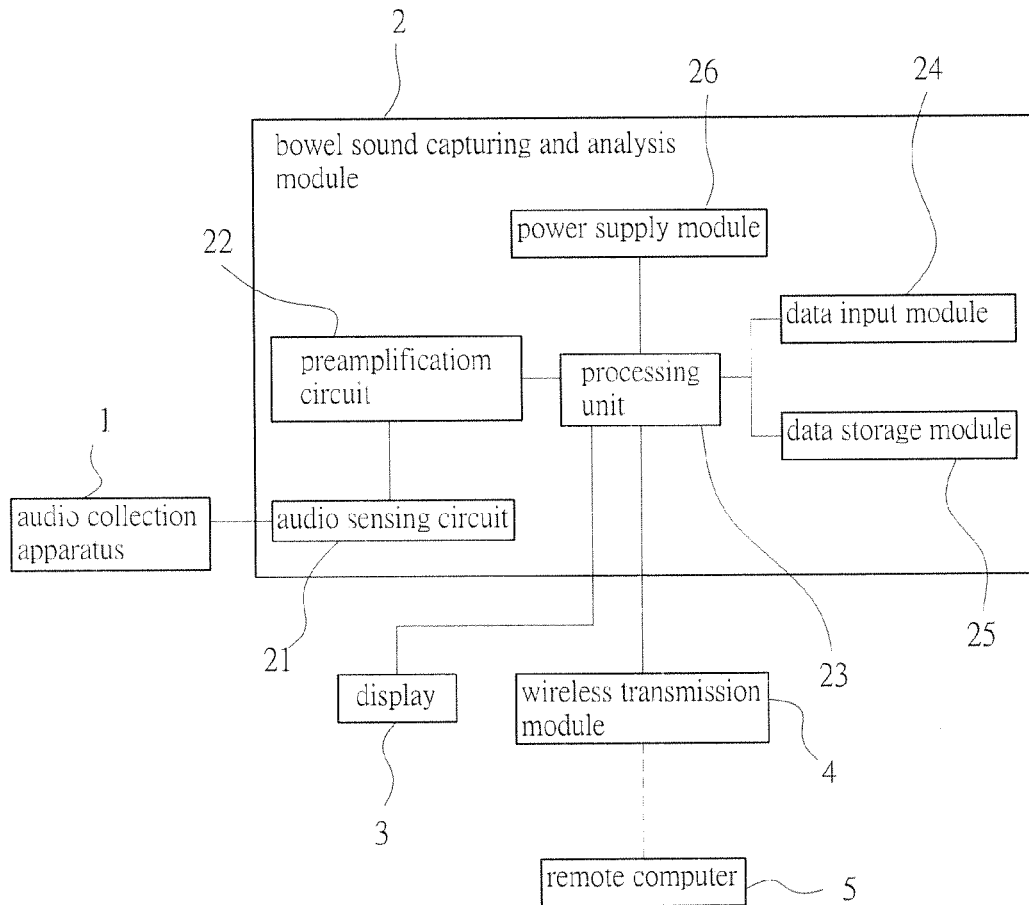 2
26
24
bowel sound capturing and analysis
module
power supply module
22
data input module
preamplificatiom
circuit
processing
unit
1
data storage module
audio collection
apparatus
audio sensing circuit
21
25
23
display
wireless transmission
module
4
3
remote computer
5